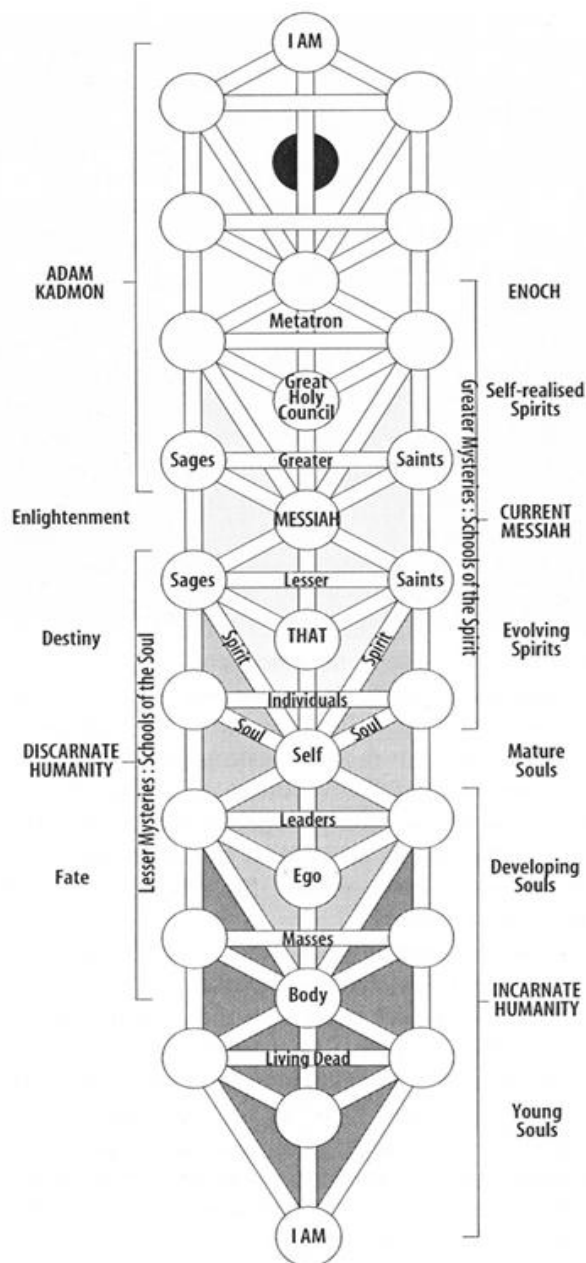 I AM
ADAM
KADMON
ENOCH
Metatron
Great
Holy
Council
Self-realised
Spirits
Sages
Greater
Saints
Enlightenment
MESSIAH
CURRENT
MESSIAH
Greater Mysteries : Schools of the Spirit
Sages
Lesser
Saints
Destiny
Spirit
THAT
Spirit
Evolving
Spirits
Individuals
Soul
Soul
DISCARNATE
HUMANITY
Lesser Mysteries : Schools of the Soul
Self
Mature
Souls
Leaders
Fate
Ego
Developing
Souls
Masses
Body
INCARNATE
HUMANITY
Living Dead
Young
Souls
I AM